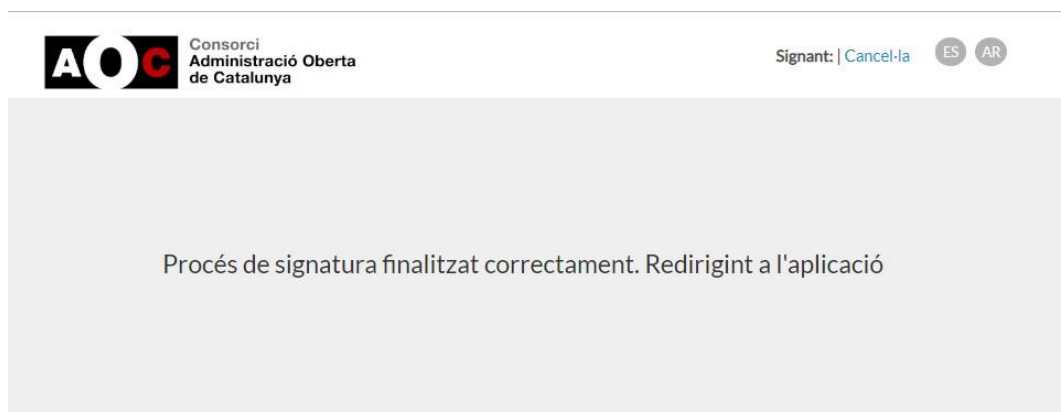 AOC
Consorci
Administració Oberta
de Catalunya
Signant: | Cancel·la
ES
AR
Procés de signatura finalitzat correctament. Redirigint a l'aplicació